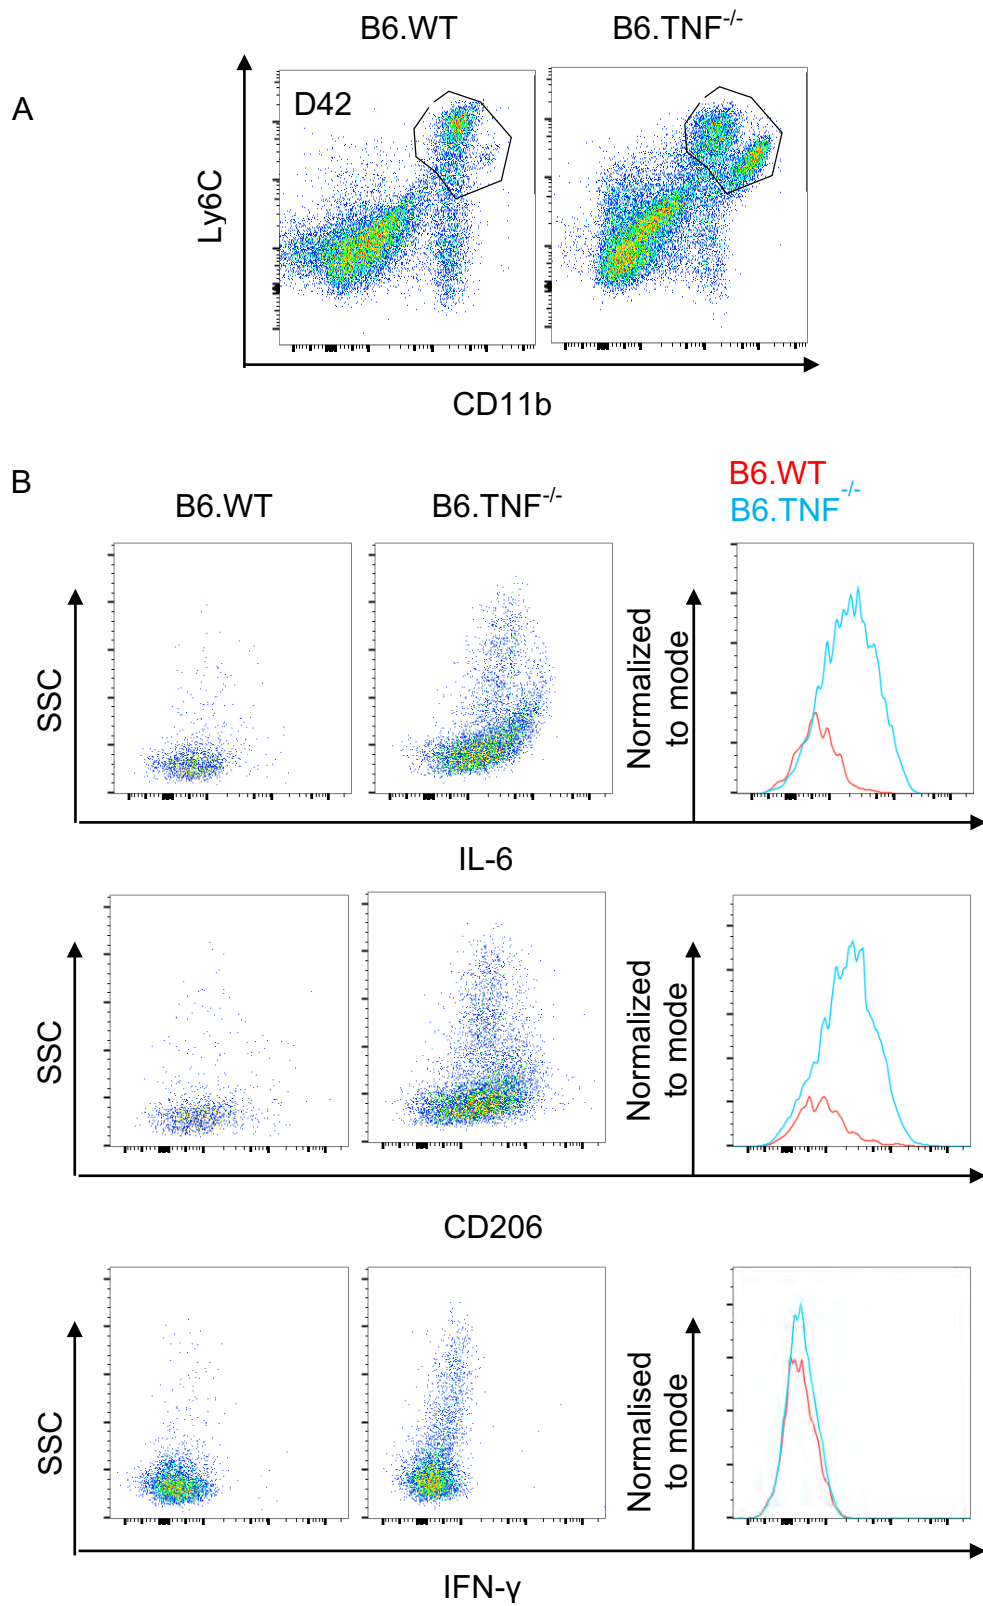 B6.WT
B6.TNF-/-
A
D42
Ly6C
CD11b
B
B6.WT
B6.TNF-/-
B6.WT
B6.TNF-/-
SSC
Normalized
to mode
IL-6
SSC
Normalized
to mode
CD206
SSC
Normalised
to mode
IFN-γ